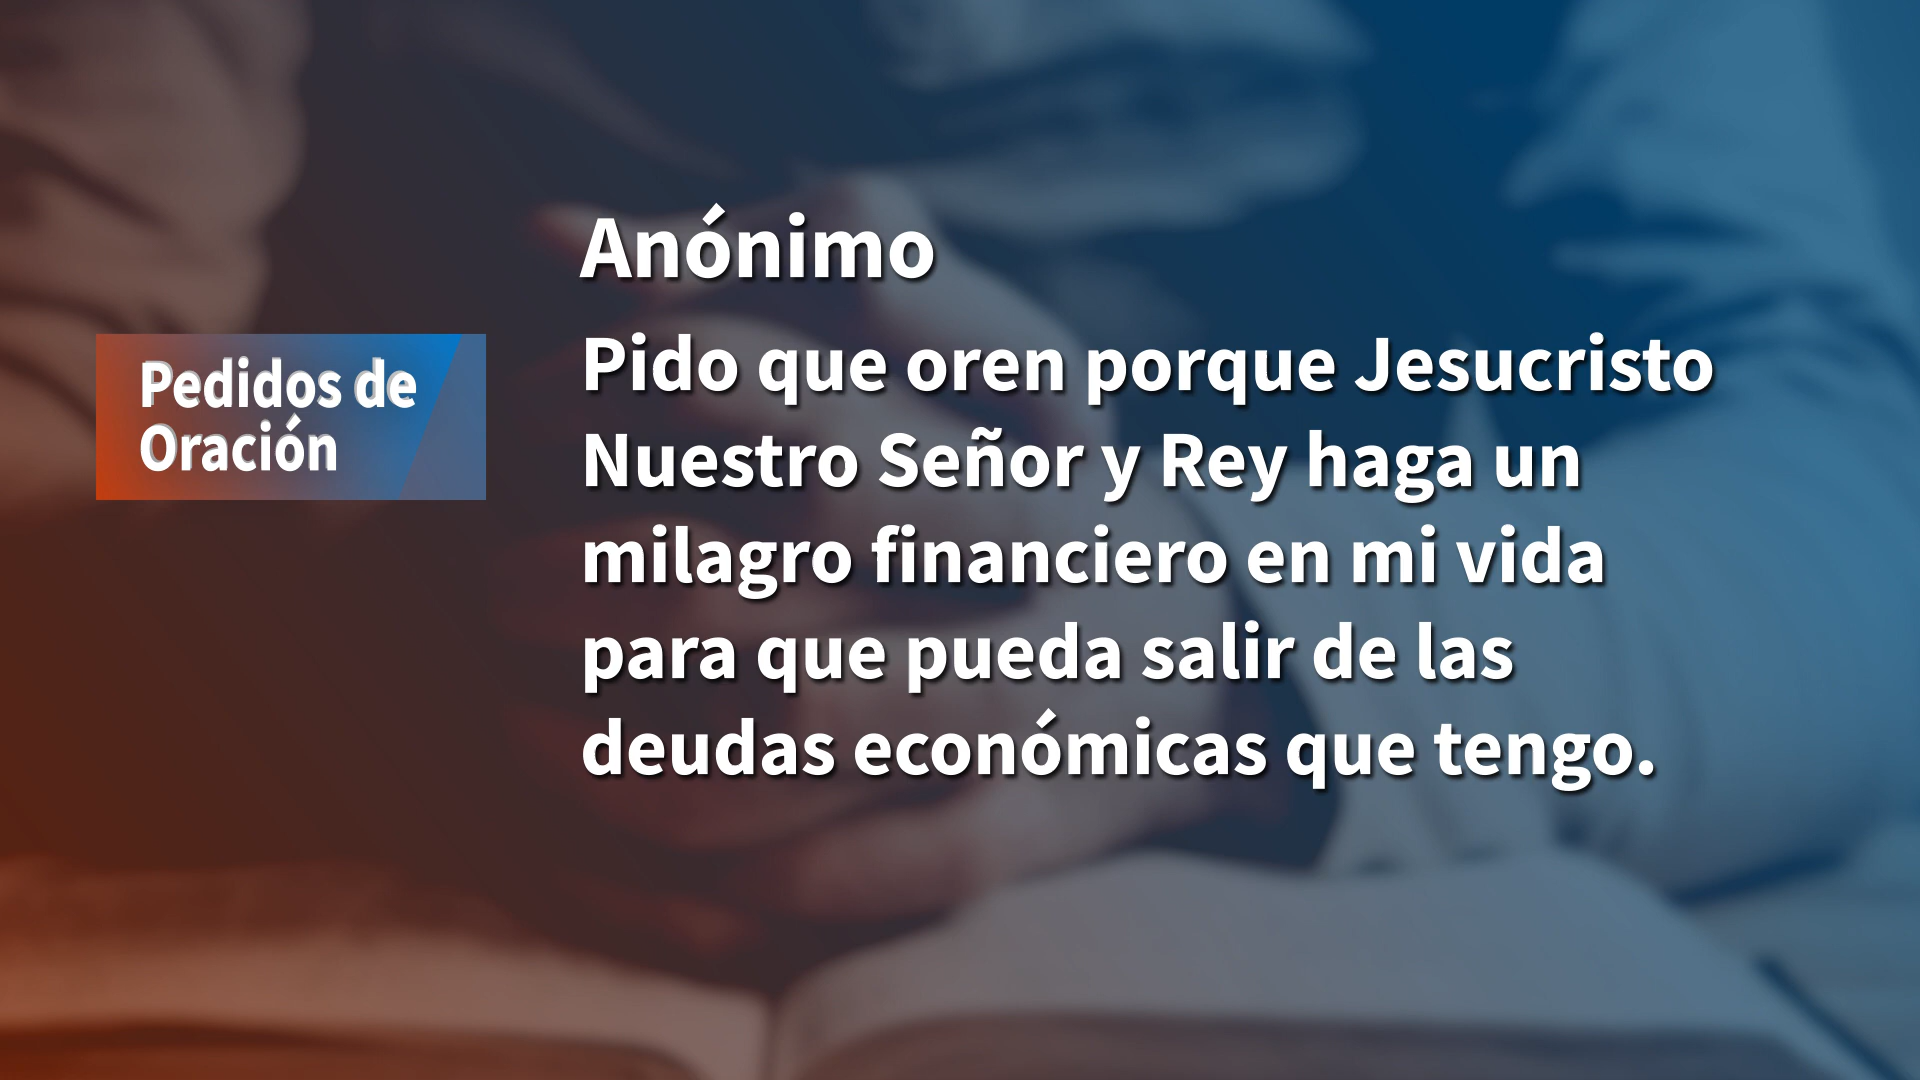 Pedidos de
Oración
Anónimo
Pido que oren porque Jesucristo
Nuestro Señor y Rey haga un
milagro financiero en mi vida
para que pueda salir de las
deudas económicas que tengo.